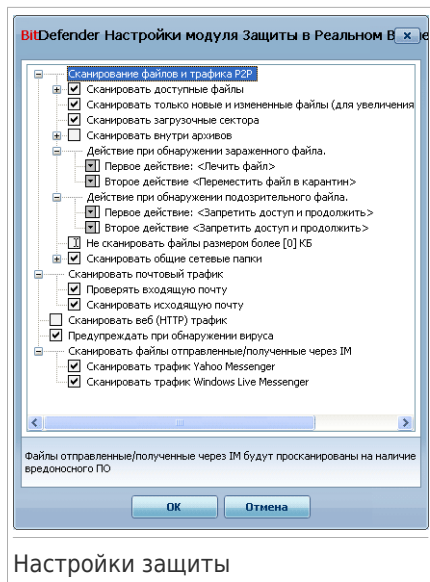 BitDefender Настройки модуля Защиты в Реальном В
Сканирование файлов и трафика P2P
Сканировать доступные файлы
Сканировать только новые и измененные файлы (для увеличения
Сканировать загрузочные сектора
Сканировать внутри архивов
Действие при обнаружении зараженного файла.
Первое действие: <Лечить файл>
Второе действие <Переместить файл в карантин>
Действие при обнаружении подозрительного файла.
Первое действие: <Запретить доступ и продолжить>
Второе действие <Запретить доступ и продолжить>
Не сканировать файлы размером более [0] КБ
Сканировать общие сетевые папки
Сканировать почтовый трафик
Проверять входящую почту
Сканировать исходящую почту
Сканировать веб (HTTP) трафик
Предупреждать при обнаружении вируса
Сканировать файлы отправленные/полученные через IM
Сканировать трафик Yahoo Messenger
Сканировать трафик Windows Live Messenger
Файлы отправленные/полученные через IM будут просканированы на наличие
вредоносного ПО
OK Отмена
Настройки защиты